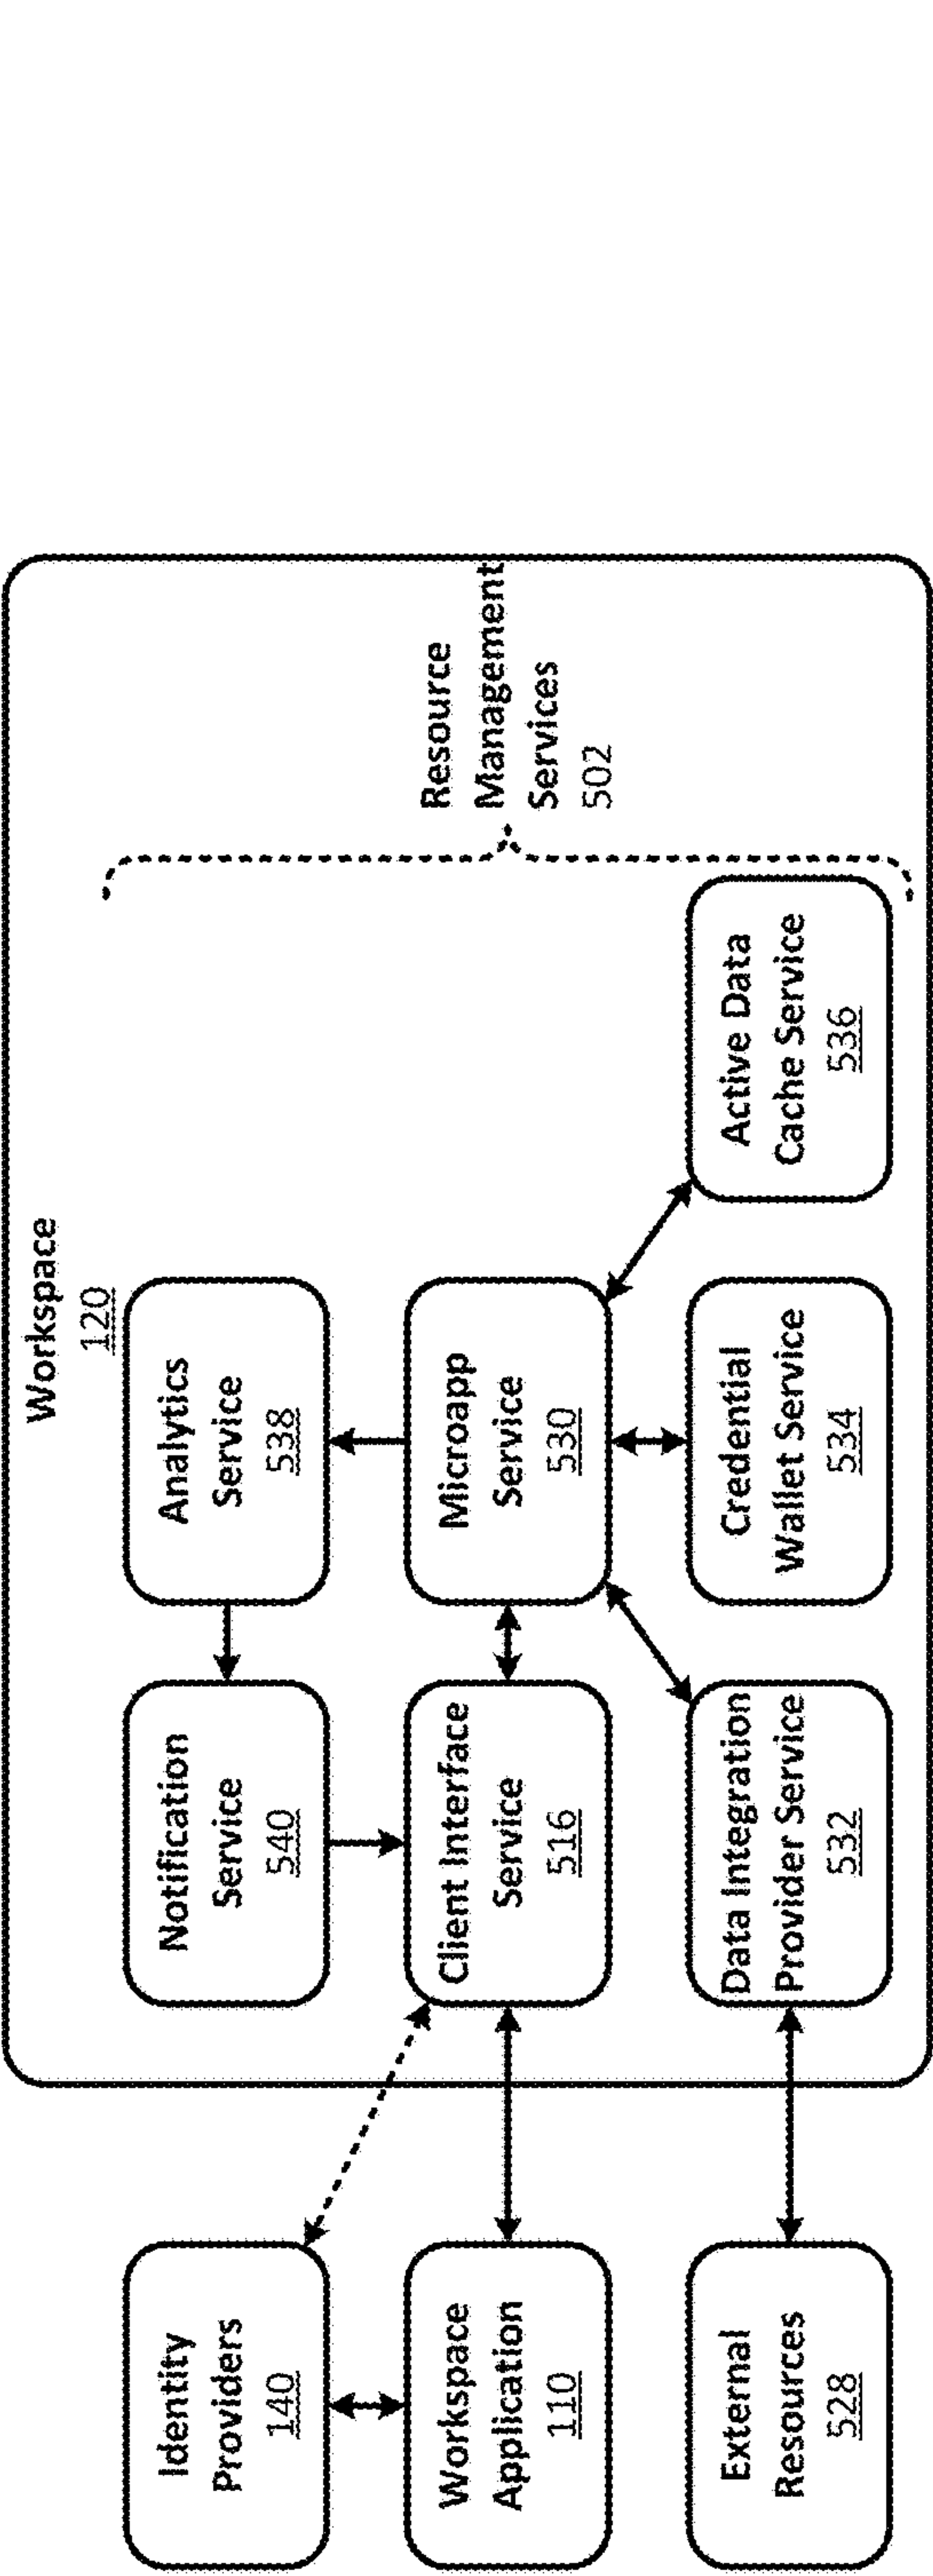 Workspace
120
Identity
Providers
140
Notification
Service
540
Analytics
Service
538
Workspace
Application
110
Client Interface
Service
516
Microapp
Service
530
Resource
Management
Services
502
External
Resources
528
Data Integration
Provider Service
532
Credential
Wallet Service
534
Active Data
Cache Service
536